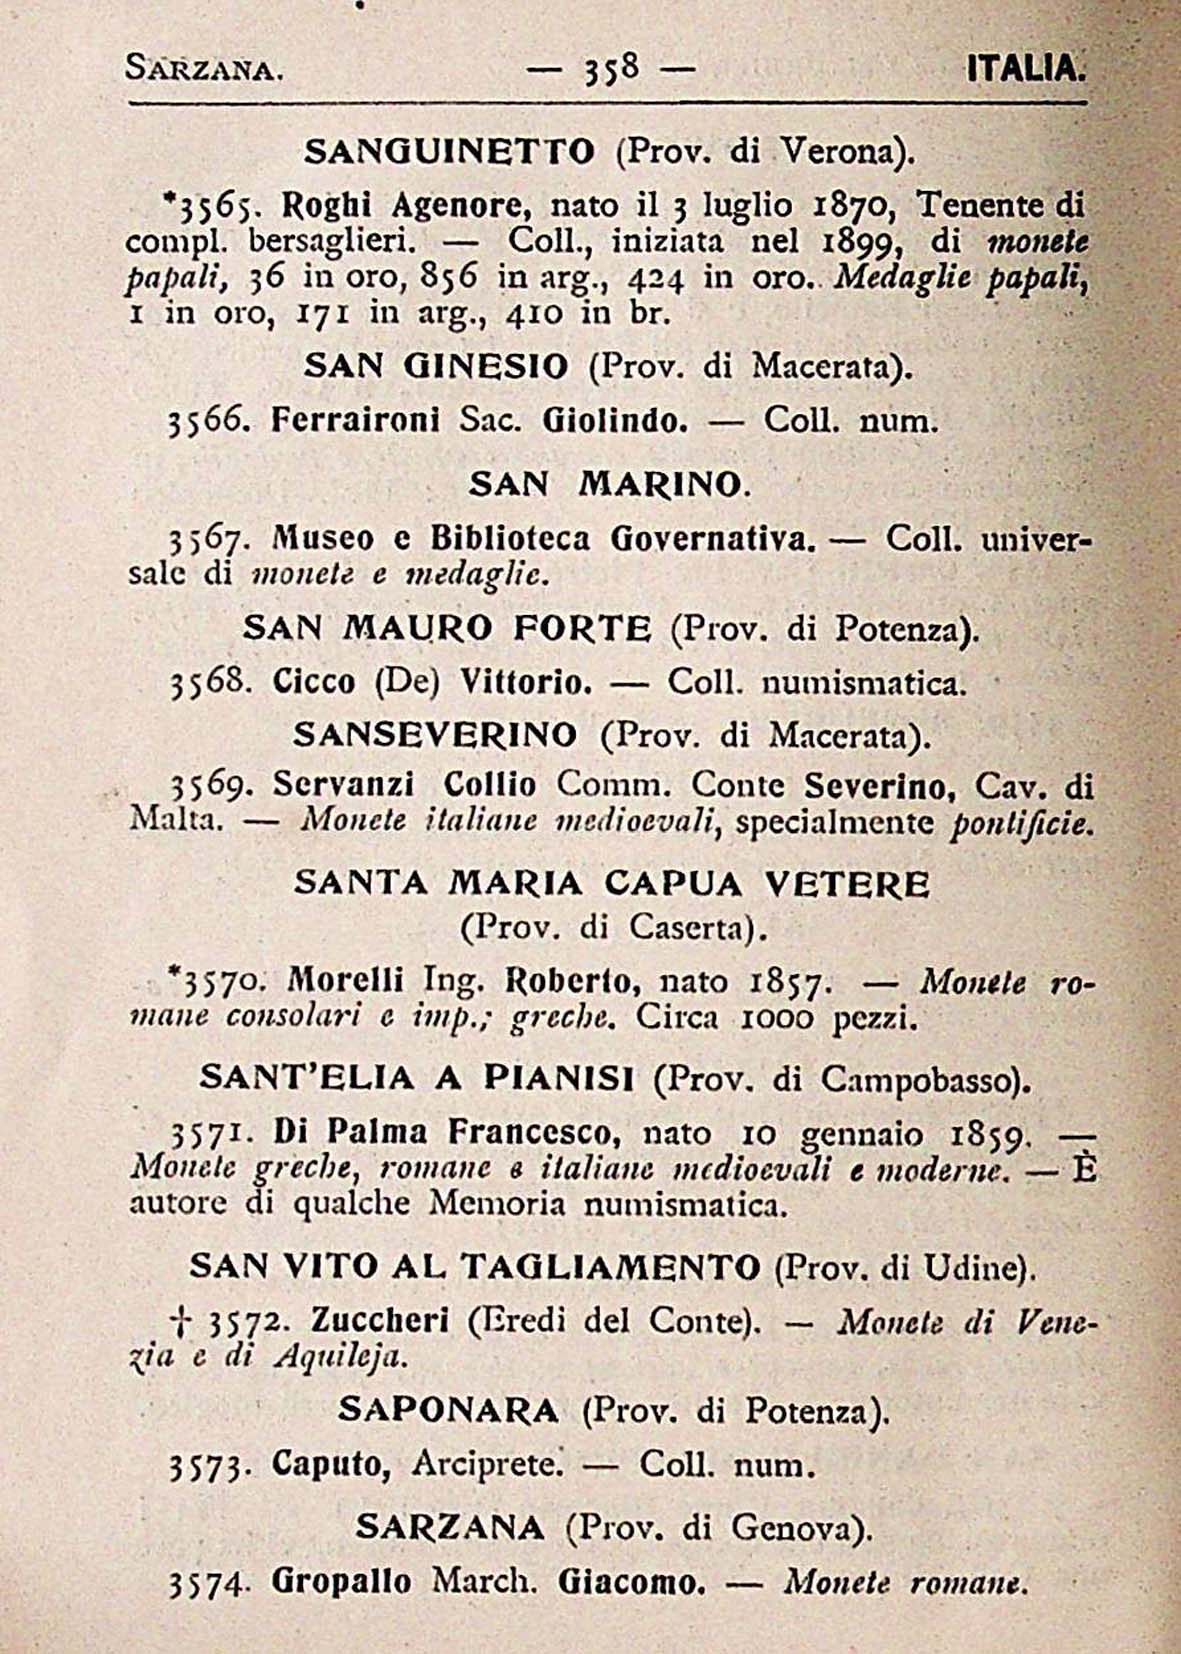 SARZANA. — 358 — ITALIA.
SANGUINETTO (Prov. di Verona).
*3565. Roghi Agenore, nato il 3 luglio 1870, Tenente di
compl. bersaglieri. — Coll., iniziata nel 1899, di monete
papali, 36 in oro, 856 in arg., 424 in oro. Medaglie papali,
1 in oro, 171 in arg., 410 in br.
SAN GINESIO (Prov. di Macerata).
3566. Ferraironi Sac. Giolindo. — Coll. num.
SAN MARINO.
3567. Museo e Biblioteca Governativa. — Coll. univer-
sale di monete e medaglie.
SAN MAURO FORTE (Prov. di Potenza).
3568. Cicco (De) Vittorio. — Coll. numismatica.
SANSEVERINO (Prov. di Macerata).
3569. Servanzi Collio Comm. Conte Severino, Cav. di
Malta. — Monete italiane medioevali, specialmente pontificie.
SANTA MARIA CAPUA VETERE
(Prov. di Caserta).
*3570. Morelli Ing. Roberto, nato 1857. — Monete ro-
mane consolari e imp.; greche. Circa 1000 pezzi.
SANT'ELIA A PIANISI (Prov. di Campobasso).
3571. Di Palma Francesco, nato 10 gennaio 1859. —
Monete greche, romane e italiane medioevali e moderne. — È
autore di qualche Memoria numismatica.
SAN VITO AL TAGLIAMENTO (Prov. di Udine).
† 3572. Zuccheri (Eredi del Conte). — Monete di Vene-
zia e di Aquileja.
SAPONARA (Prov. di Potenza).
3573. Caputo, Arciprete. — Coll. num.
SARZANA (Prov. di Genova).
3574. Gropallo March. Giacomo. — Monete romane.